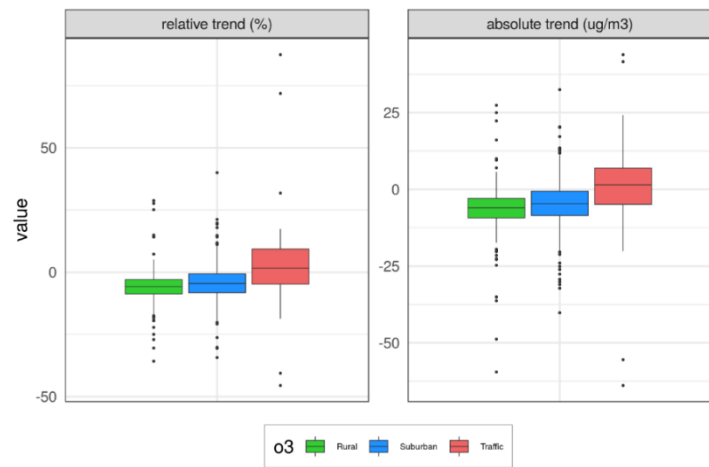 relative trend (%)
absolute trend (ug/m3)
value
50
0
-50
25
0
-25
-50
o3 Rural Suburban Traffic